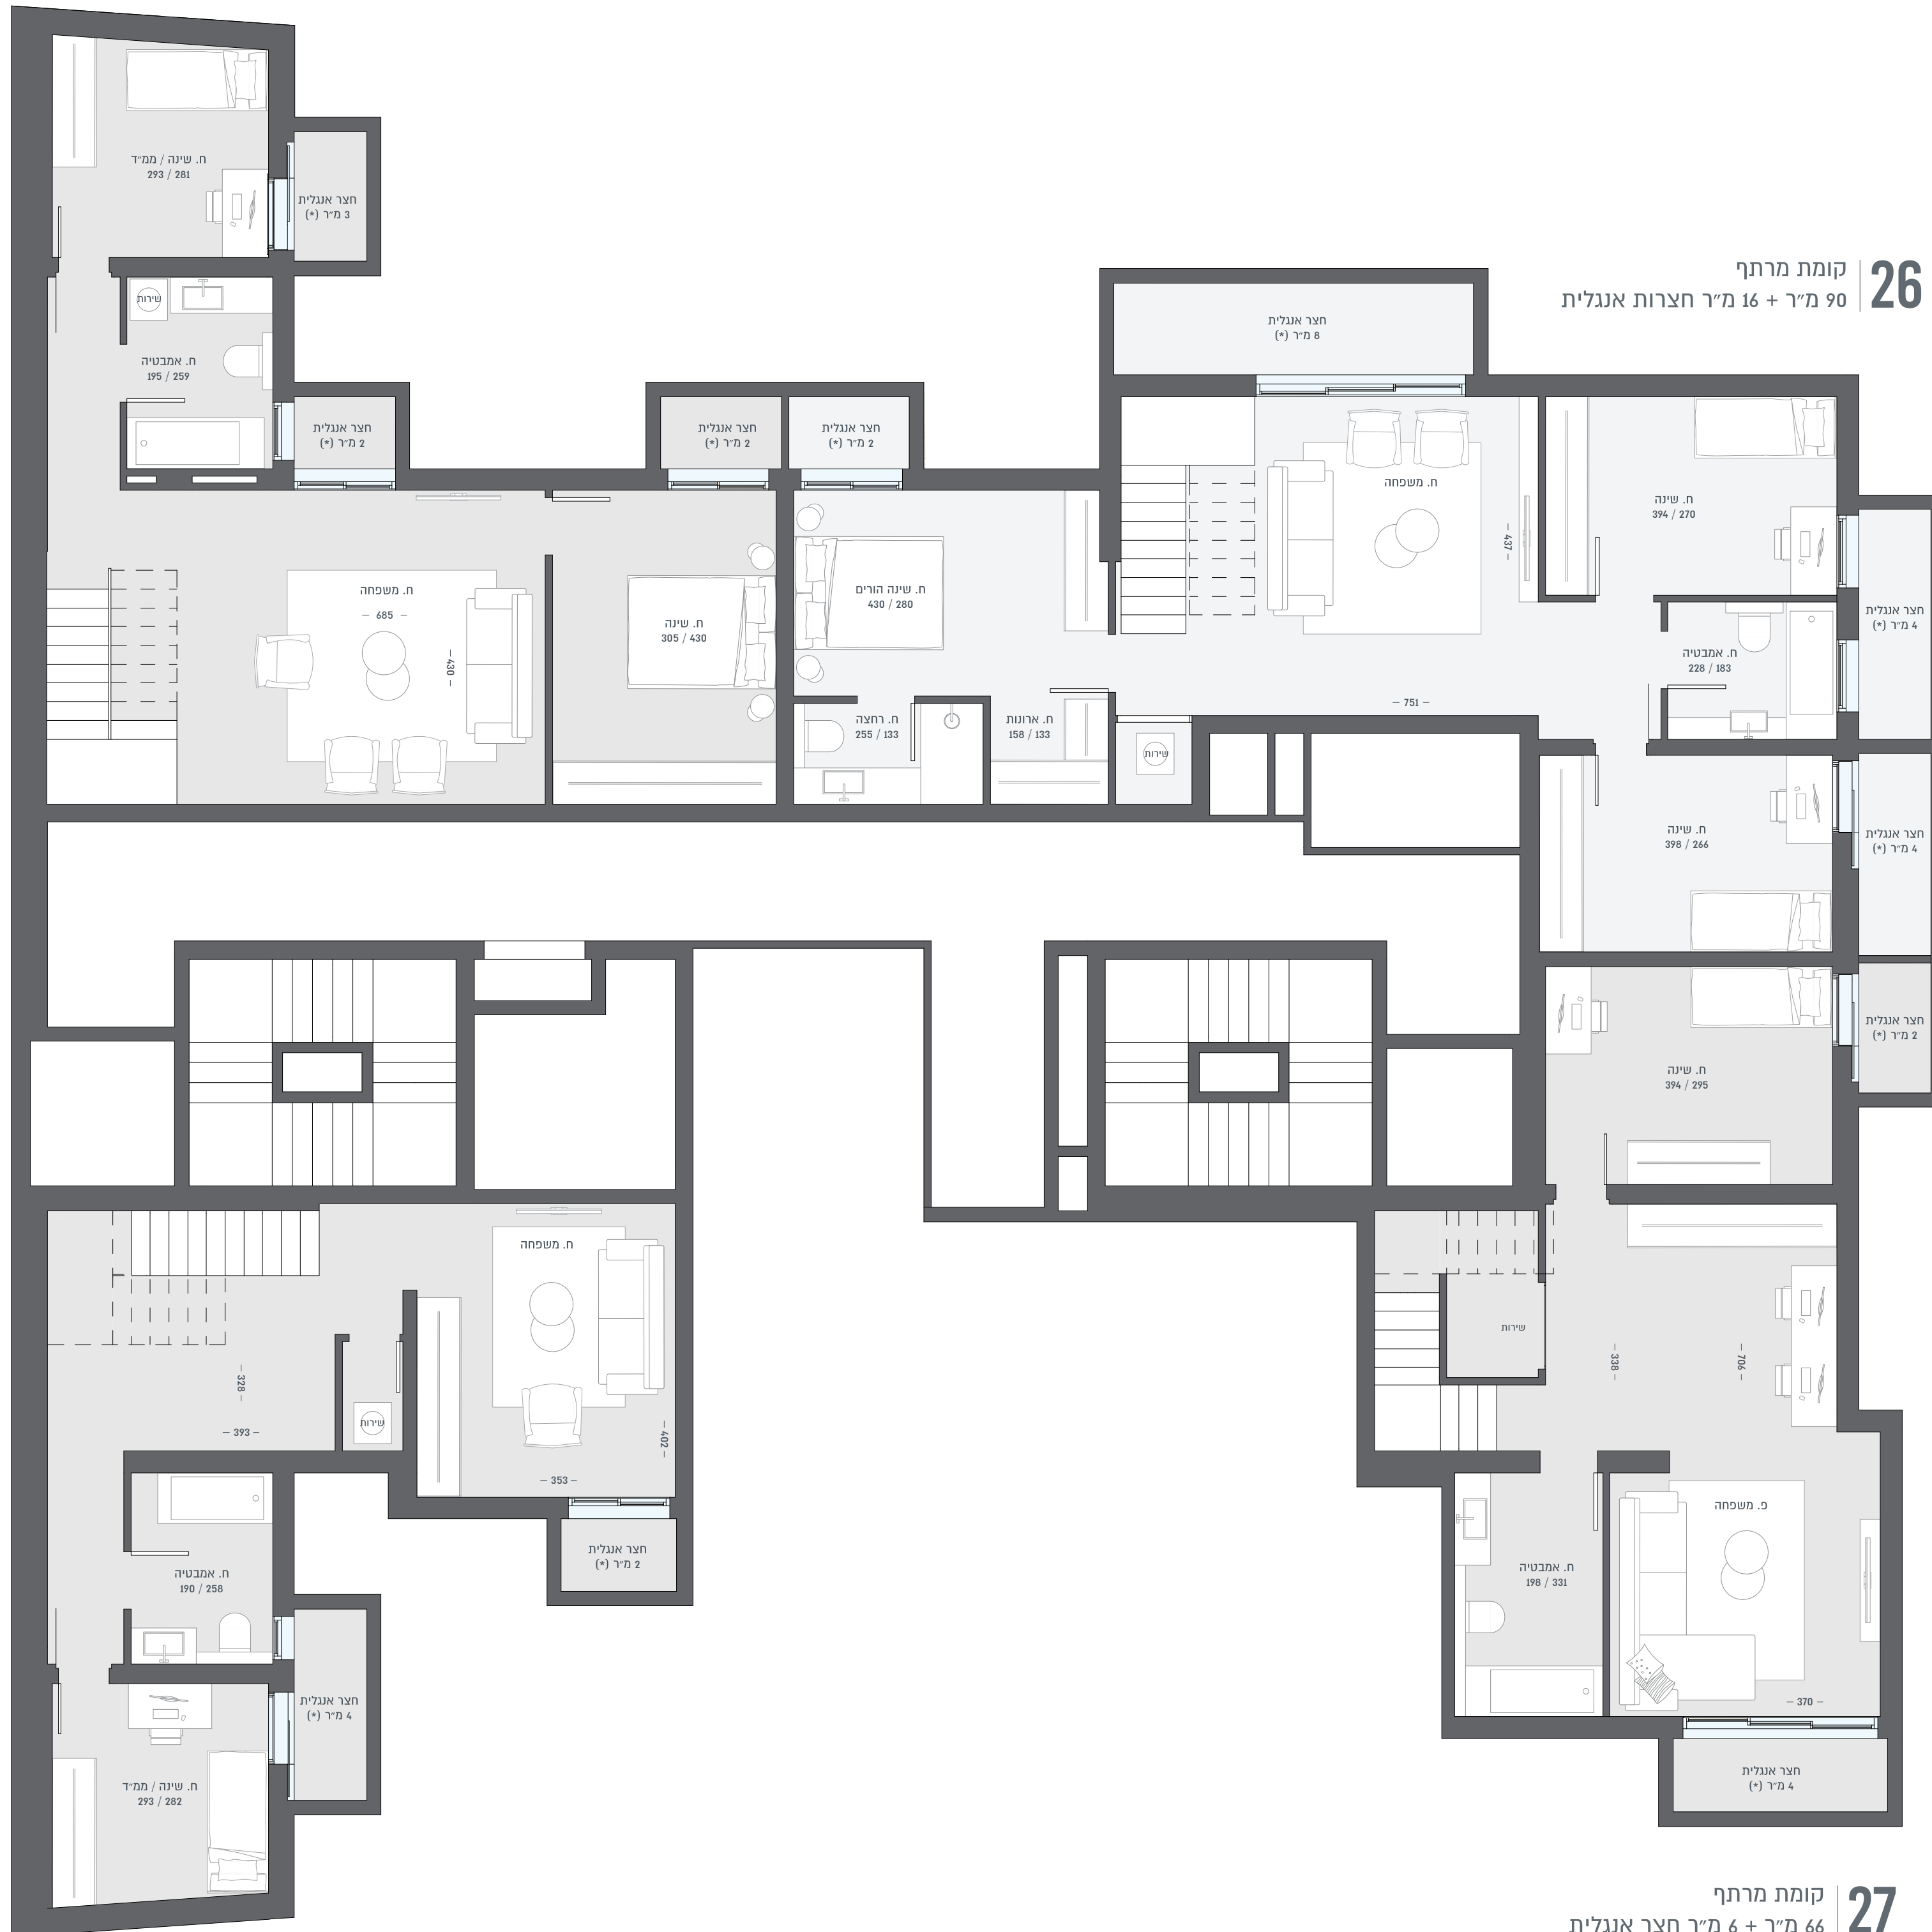 26
קומת מרתף
90 מ״ר + 16 מ״ר חצרות אנגלית
ח. שינה / ממ״ד
293 / 281
חצר אנגלית
3 מ״ר (*)
שירות
ח. אמבטיה
195 / 259
חצר אנגלית
2 מ״ר (*)
חצר אנגלית
2 מ״ר (*)
חצר אנגלית
2 מ״ר (*)
חצר אנגלית
8 מ״ר (*)
ח. משפחה
– 437 –
ח. שינה
394 / 270
חצר אנגלית
4 מ״ר (*)
ח. משפחה
– 685 –
– 430 –
ח. שינה
305 / 430
ח. שינה הורים
430 / 280
ח. אמבטיה
228 / 183
– 751 –
ח. רחצה
255 / 133
ח. ארונות
158 / 133
שירות
ח. שינה
398 / 266
חצר אנגלית
4 מ״ר (*)
חצר אנגלית
2 מ״ר (*)
ח. שינה
394 / 295
ח. משפחה
– 328 –
– 393 –
שירות
– 402 –
– 353 –
שירות
– 338 –
– 706 –
חצר אנגלית
2 מ״ר (*)
ח. אמבטיה
190 / 258
פ. משפחה
ח. אמבטיה
198 / 331
– 370 –
חצר אנגלית
4 מ״ר (*)
ח. שינה / ממ״ד
293 / 282
חצר אנגלית
4 מ״ר (*)
27
קומת מרתף
66 מ״ר + 6 מ״ר חצר אנגלית